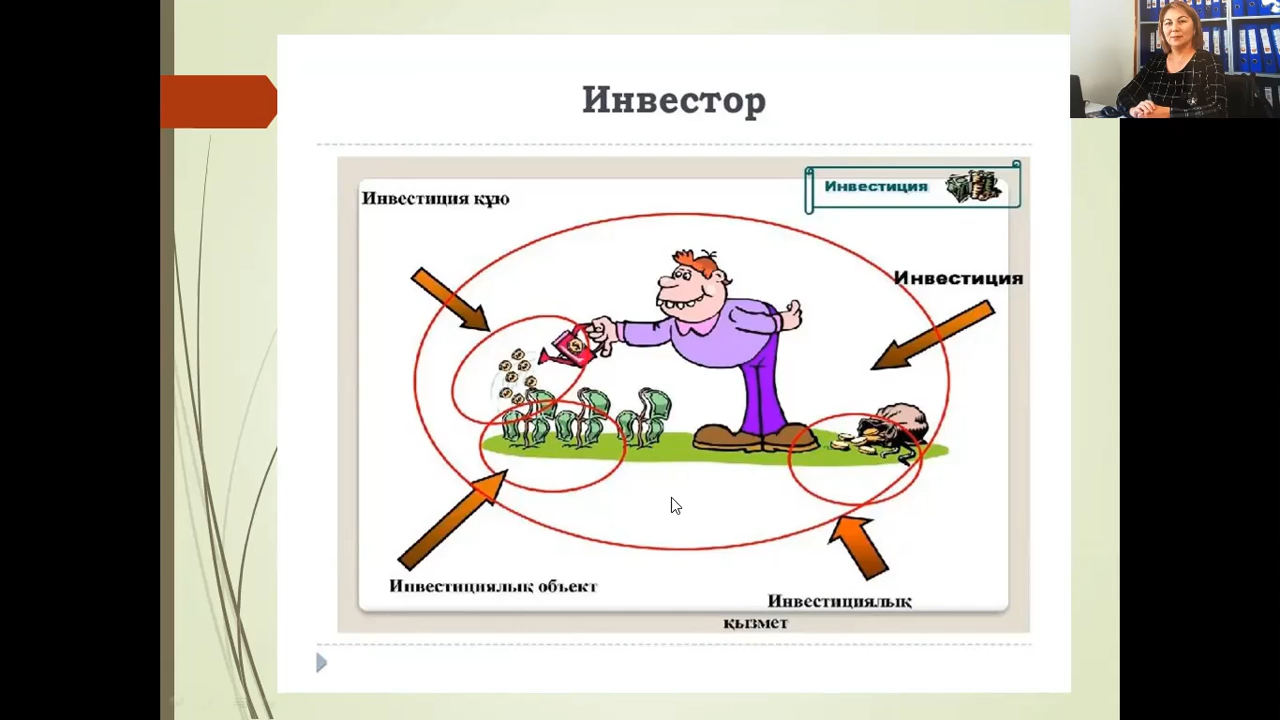 Инвестор
Инвестиция
Инвестиция құю
Инвестиция
Инвестициялық объект
Инвестициялық
қызмет